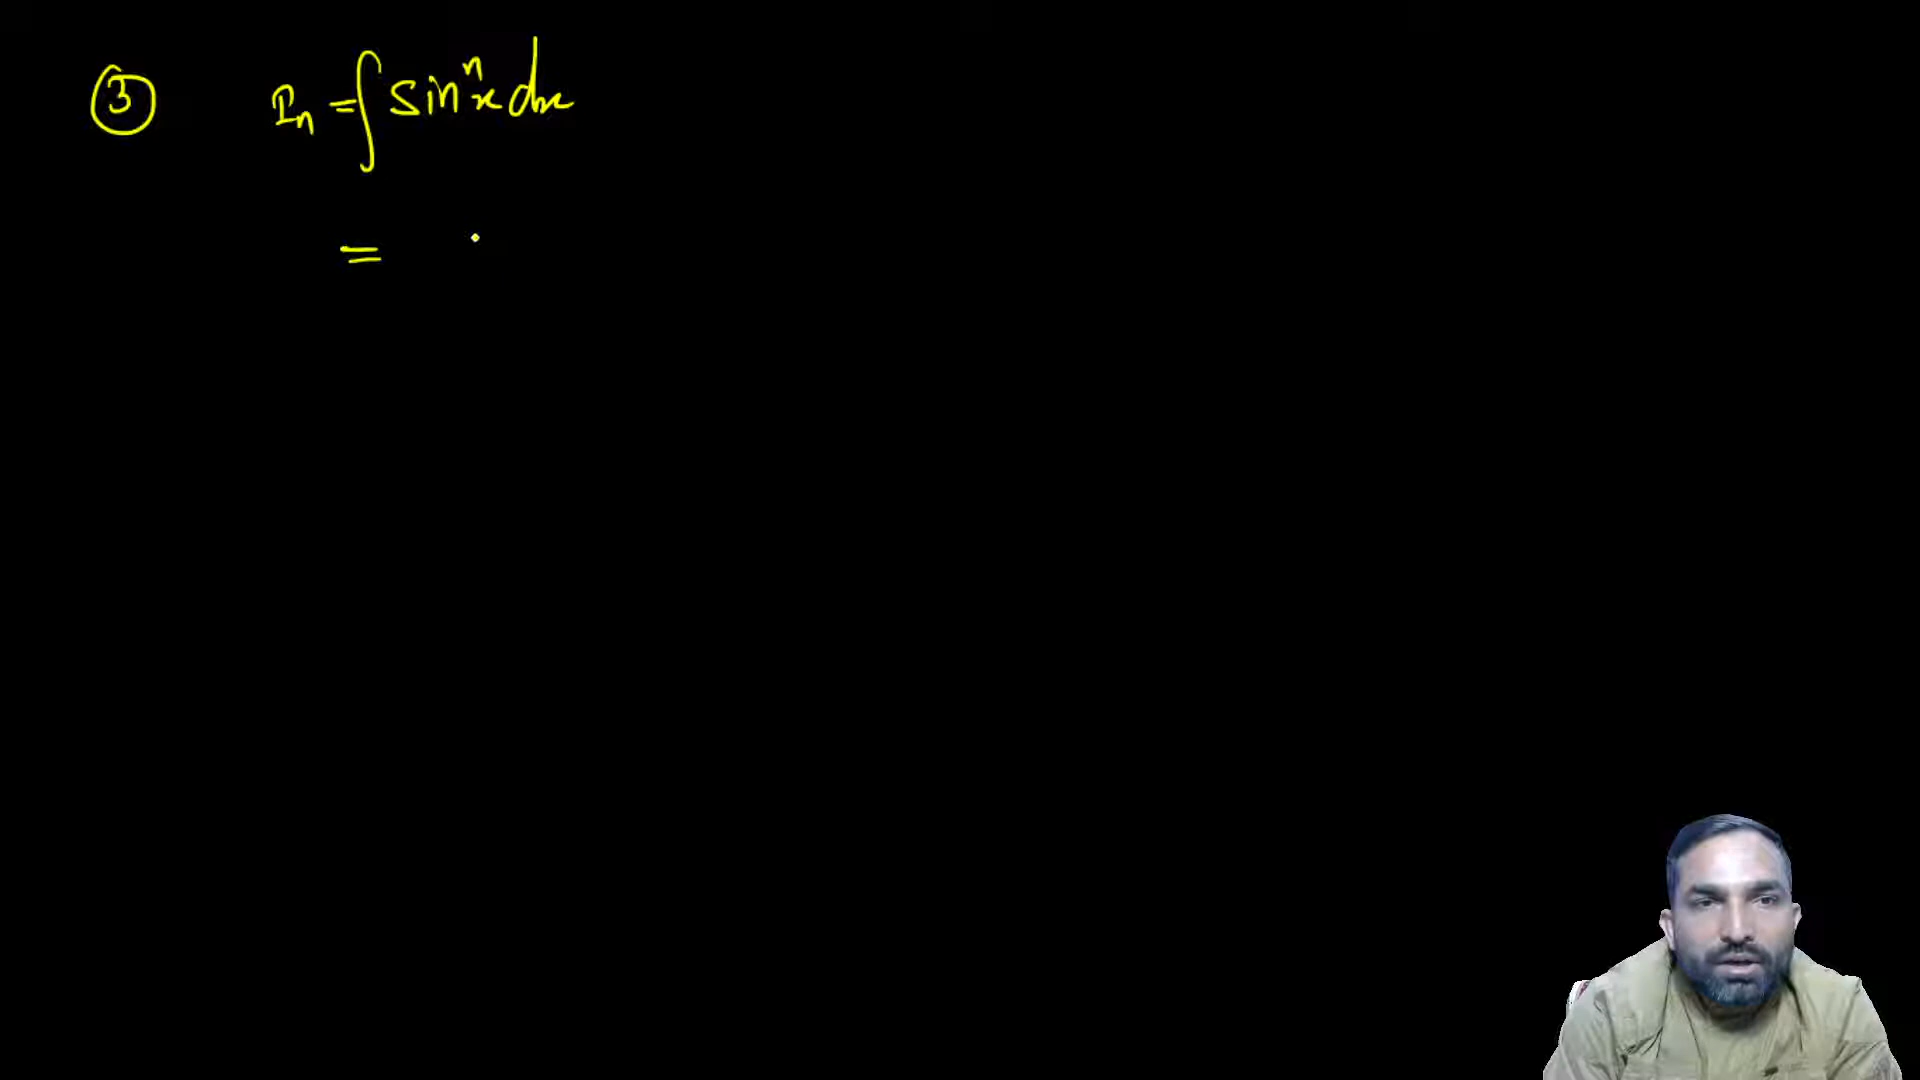 ③ Iₙ = ∫ sinⁿx dx
=